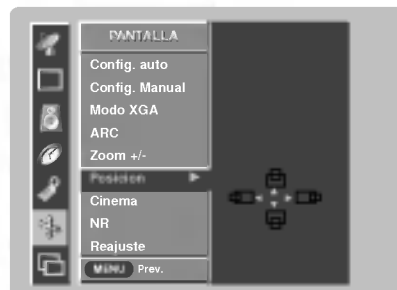 PANTALLA
Config. auto
Config. Manual
Modo XGA
ARC
Zoom +/-
Posicion
Cinema
NR
Reajuste
MENU Prev.